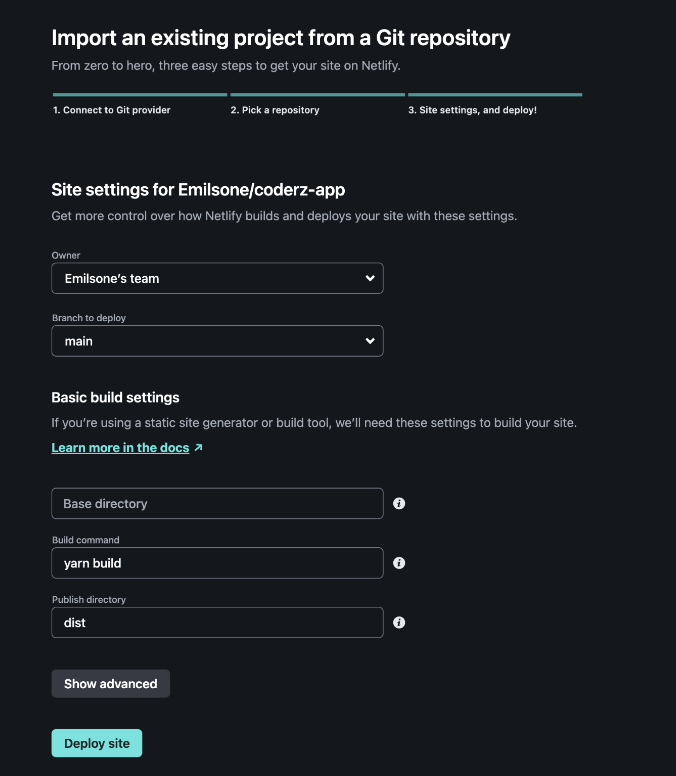 Import an existing project from a Git repository
From zero to hero, three easy steps to get your site on Netlify.
1. Connect to Git provider
2. Pick a repository
3. Site settings, and deploy!
Site settings for Emilsone/coderz-app
Get more control over how Netlify builds and deploys your site with these settings.
Owner
Emilsone’s team
Branch to deploy
main
Basic build settings
If you’re using a static site generator or build tool, we’ll need these settings to build your site.
Learn more in the docs
Base directory
Build command
yarn build
Publish directory
dist
Show advanced
Deploy site